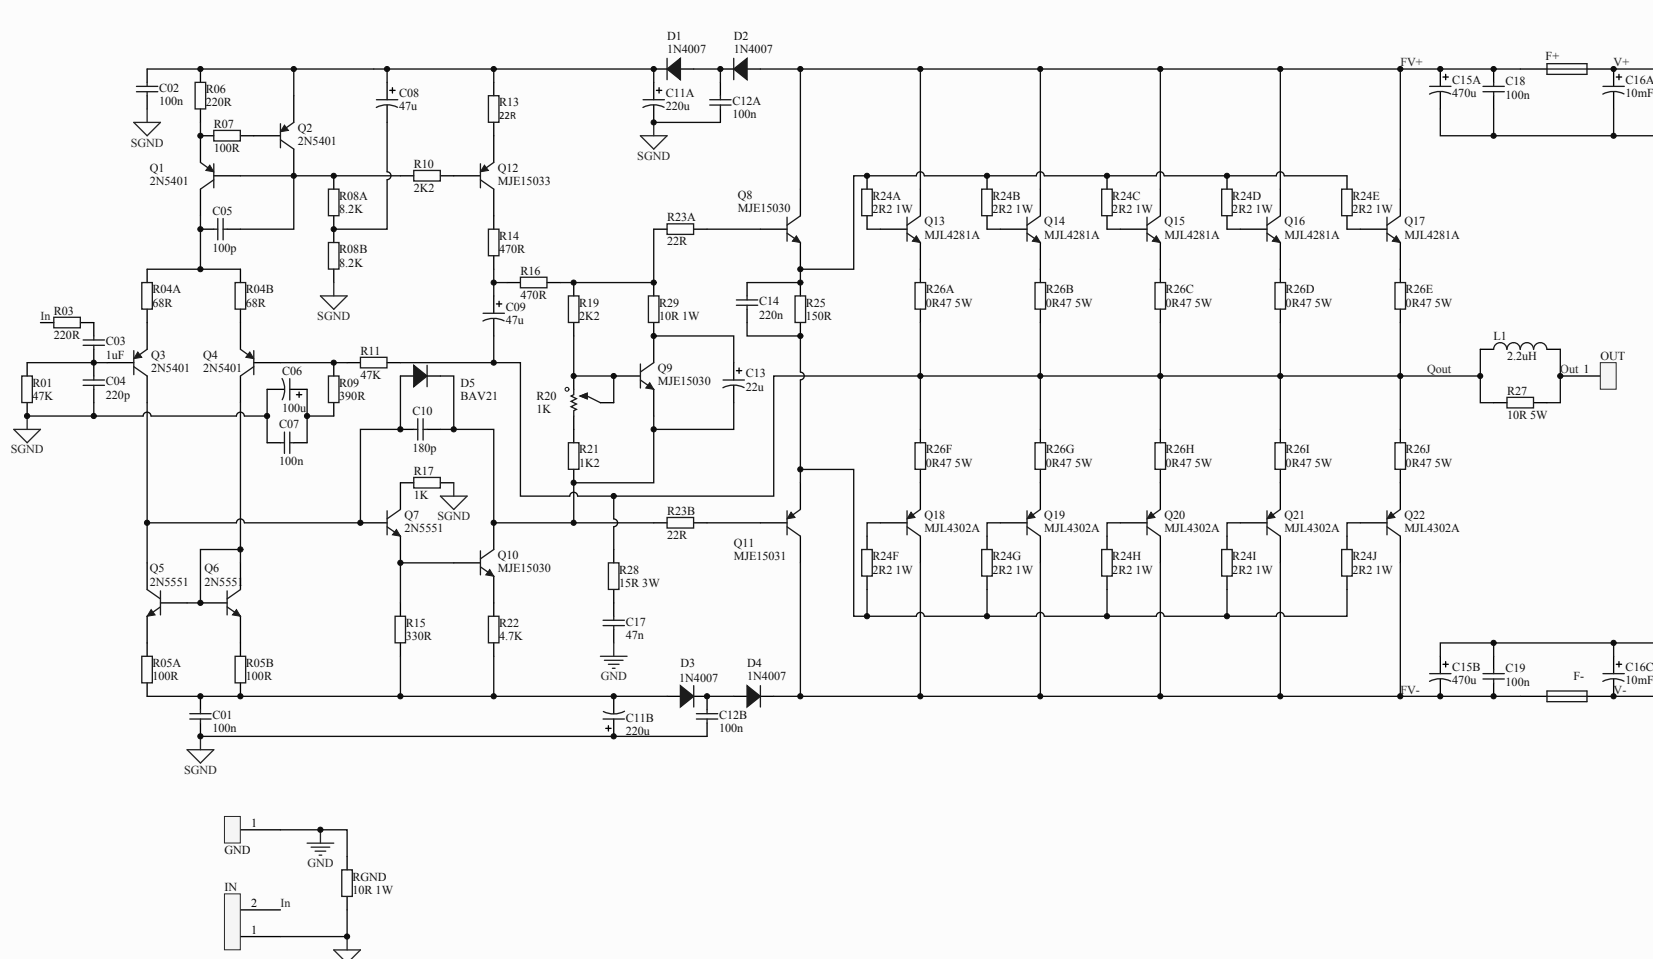 D1
1N4007
D2
1N4007
C02
100n
SGND
R06
220R
R07
100R
Q2
2N5401
Q1
2N5401
C05
100p
C08
47u
R08A
8.2K
R08B
8.2K
SGND
R10
2K2
R13
22R
Q12
MJE15033
R14
470R
R16
470R
C09
47u
C11A
220u
C12A
100n
SGND
Q8
MJE15030
R23A
22R
C14
220n
R25
150R
R19
2K2
R29
10R 1W
Q9
MJE15030
C13
22u
R20
1K
R21
1K2
R24A
2R2 1W
R24B
2R2 1W
R24C
2R2 1W
R24D
2R2 1W
R24E
2R2 1W
Q13
MJL4281A
Q14
MJL4281A
Q15
MJL4281A
Q16
MJL4281A
Q17
MJL4281A
R26A
0R47 5W
R26B
0R47 5W
R26C
0R47 5W
R26D
0R47 5W
R26E
0R47 5W
FV+
C15A
470u
C18
100n
F+
V+
C16A
10mF
L1
2.2uH
Qout
Out 1
OUT
R27
10R 5W
R04A
68R
R04B
68R
In
R03
220R
C03
1uF
Q3
2N5401
Q4
2N5401
R01
47K
C04
220p
SGND
R11
47K
R09
390R
C06
100u
C07
100n
D5
BAV21
C10
180p
R17
1K
SGND
Q7
2N5551
Q10
MJE15030
R23B
22R
Q11
MJE15031
R26F
0R47 5W
R26G
0R47 5W
R26H
0R47 5W
R26I
0R47 5W
R26J
0R47 5W
Q18
MJL4302A
Q19
MJL4302A
Q20
MJL4302A
Q21
MJL4302A
Q22
MJL4302A
R24F
2R2 1W
R24G
2R2 1W
R24H
2R2 1W
R24I
2R2 1W
R24J
2R2 1W
Q5
2N5551
Q6
2N5551
R05A
100R
R05B
100R
R15
330R
R22
4.7K
R28
15R 3W
C17
47n
GND
D3
1N4007
D4
1N4007
C01
100n
SGND
C11B
220u
C12B
100n
FV-
C15B
470u
C19
100n
F-
V-
C16C
10mF
1
GND
GND
RGND
10R 1W
IN
2
In
1